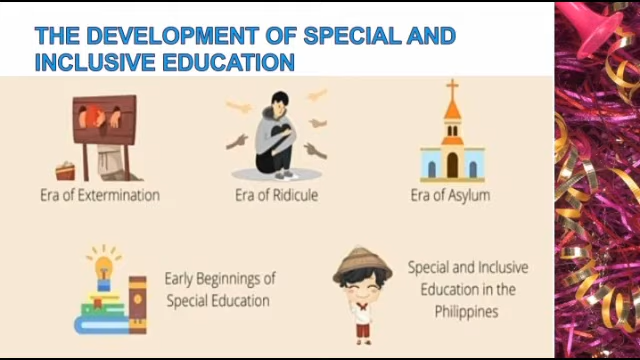 THE DEVELOPMENT OF SPECIAL AND
INCLUSIVE EDUCATION
Era of Extermination
Era of Ridicule
Era of Asylum
Early Beginnings of
Special Education
Special and Inclusive
Education in the
Philippines